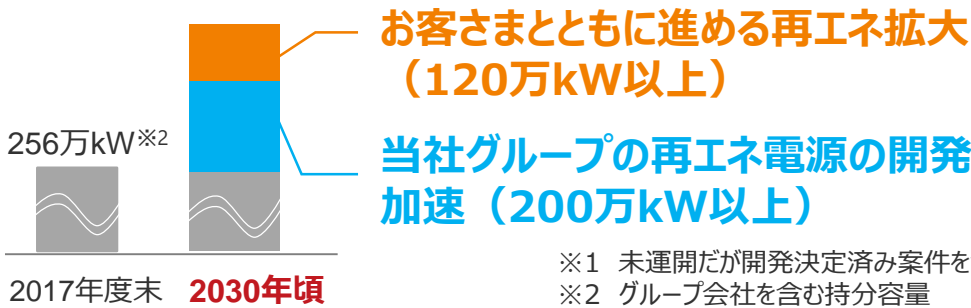 お客さまとともに進める再エネ拡大
（120万kW以上）
256万kW※2
当社グループの再エネ電源の開発
加速（200万kW以上）
※1 未運開だが開発決定済み案件を
2017年度末 2030年頃
※2 グループ会社を含む持分容量